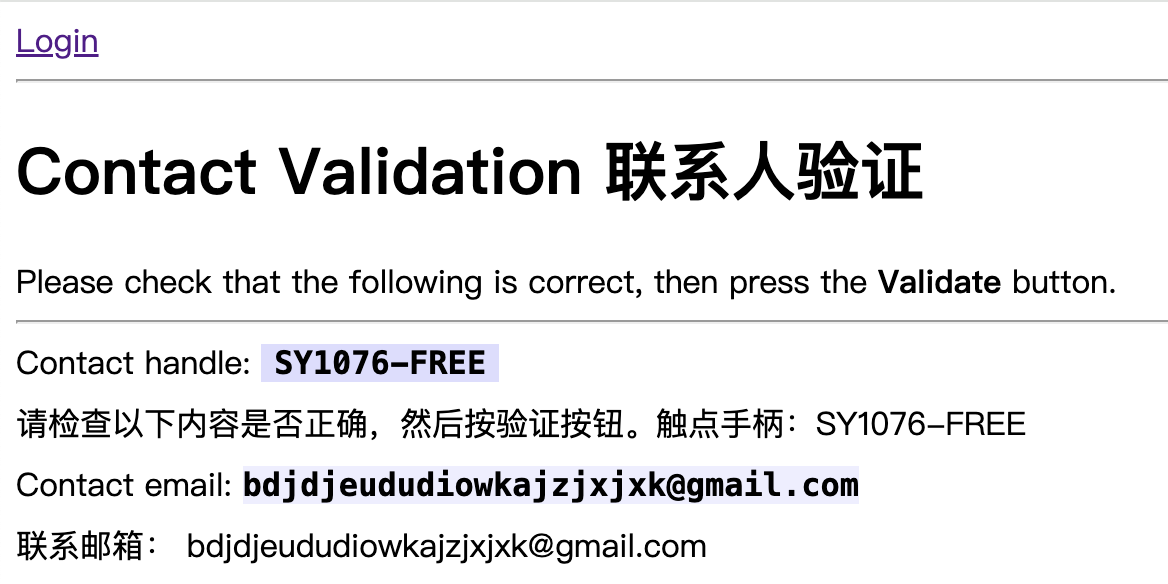 Login
Contact Validation 联系人验证
Please check that the following is correct, then press the Validate button.
Contact handle: SY1076-FREE
请检查以下内容是否正确，然后按验证按钮。触点手柄：SY1076-FREE
Contact email: bdjdjeududiowkajzjxjxk@gmail.com
联系邮箱： bdjdjeududiowkajzjxjxk@gmail.com